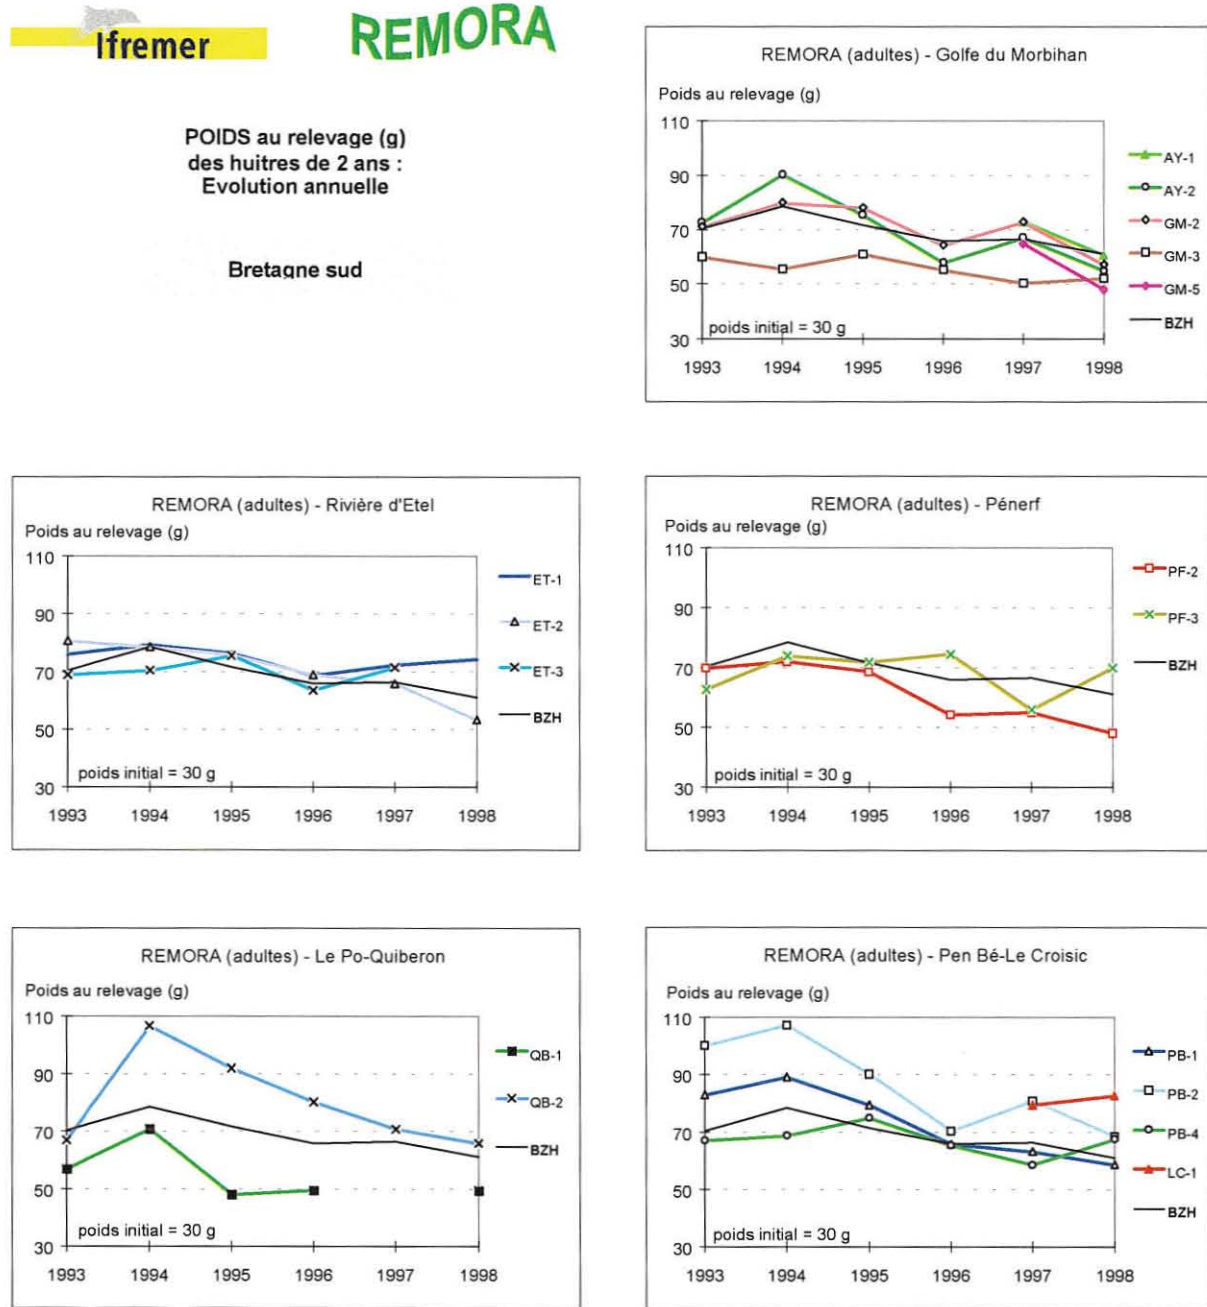 Ifremer
REMORA
POIDS au relevage (g)
des huitres de 2 ans :
Evolution annuelle
Bretagne sud
REMORA (adultes) - Golfe du Morbihan
Poids au relevage (g)
110
90
70
50
30
poids initial = 30 g
1993 1994 1995 1996 1997 1998
AY-1
AY-2
GM-2
GM-3
GM-5
BZH
REMORA (adultes) - Rivière d'Etel
Poids au relevage (g)
110
90
70
50
30
poids initial = 30 g
1993 1994 1995 1996 1997 1998
ET-1
ET-2
ET-3
BZH
REMORA (adultes) - Pénerf
Poids au relevage (g)
110
90
70
50
30
1993 1994 1995 1996 1997 1998
PF-2
PF-3
BZH
poids initial = 30 g
REMORA (adultes) - Le Po-Quiberon
Poids au relevage (g)
110
90
70
50
30
poids initial = 30 g
1993 1994 1995 1996 1997 1998
QB-1
QB-2
BZH
REMORA (adultes) - Pen Bé-Le Croisic
Poids au relevage (g)
110
90
70
50
30
poids initial = 30 g
1993 1994 1995 1996 1997 1998
PB-1
PB-2
PB-4
LC-1
BZH